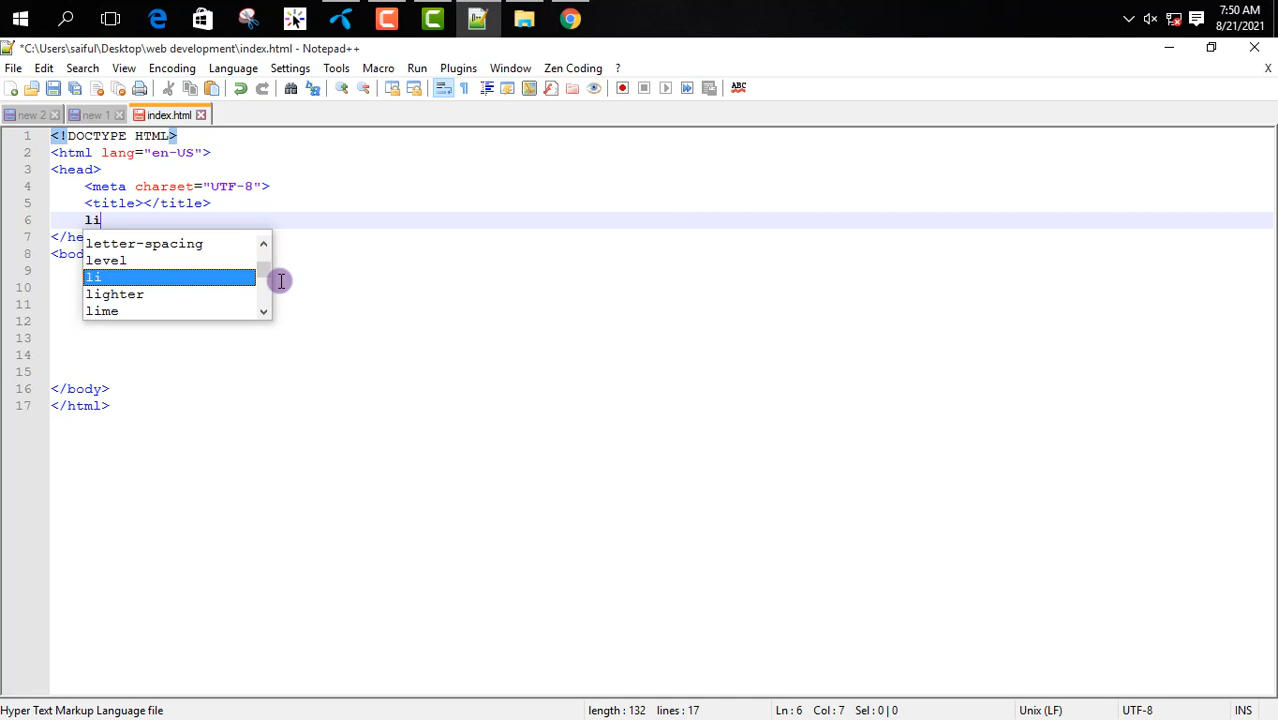 7:50 AM
8/21/2021
*C:\Users\saiful\Desktop\web development\index.html - Notepad++
File Edit Search View Encoding Language Settings Tools Macro Run Plugins Window Zen Coding ? X
ABC
new 2 new 1 index.html
1 <!DOCTYPE HTML>
2 <html lang="en-US">
3 <head>
4 <meta charset="UTF-8">
5 <title></title>
6 li
7 </he
letter-spacing
8 <bod
level
9
li
10
lighter
11
lime
12
13
14
15
16 </body>
17 </html>
Hyper Text Markup Language file length : 132 lines : 17 Ln : 6 Col : 7 Sel : 0 | 0 Unix (LF) UTF-8 INS